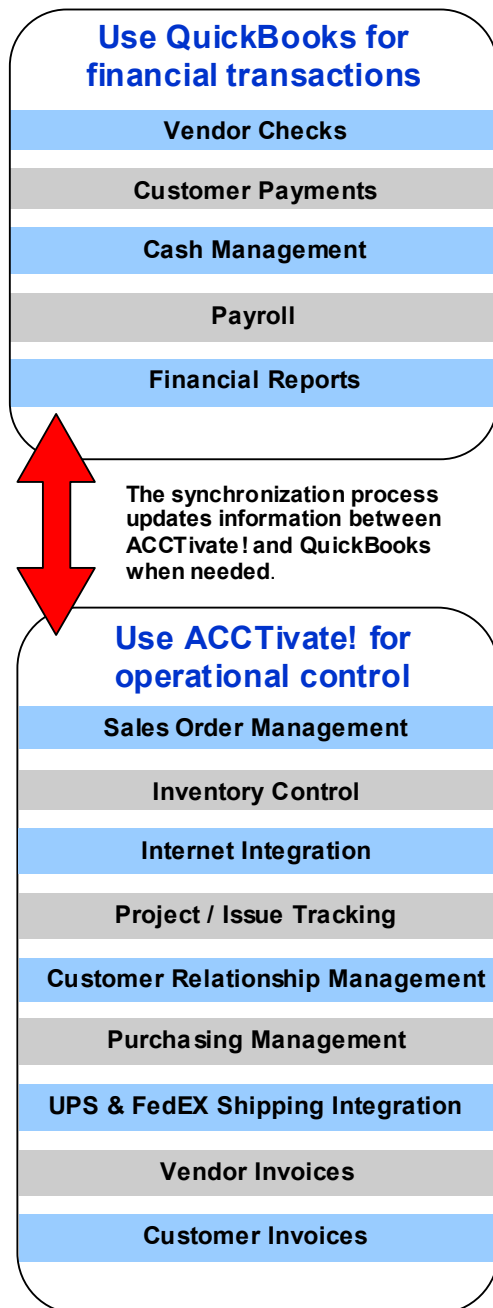 Use QuickBooks for
financial transactions
Vendor Checks
Customer Payments
Cash Management
Payroll
Financial Reports
The synchronization process
updates information between
ACCTivate! and QuickBooks
when needed.
Use ACCTivate! for
operational control
Sales Order Management
Inventory Control
Internet Integration
Project / Issue Tracking
Customer Relationship Management
Purchasing Management
UPS & FedEX Shipping Integration
Vendor Invoices
Customer Invoices